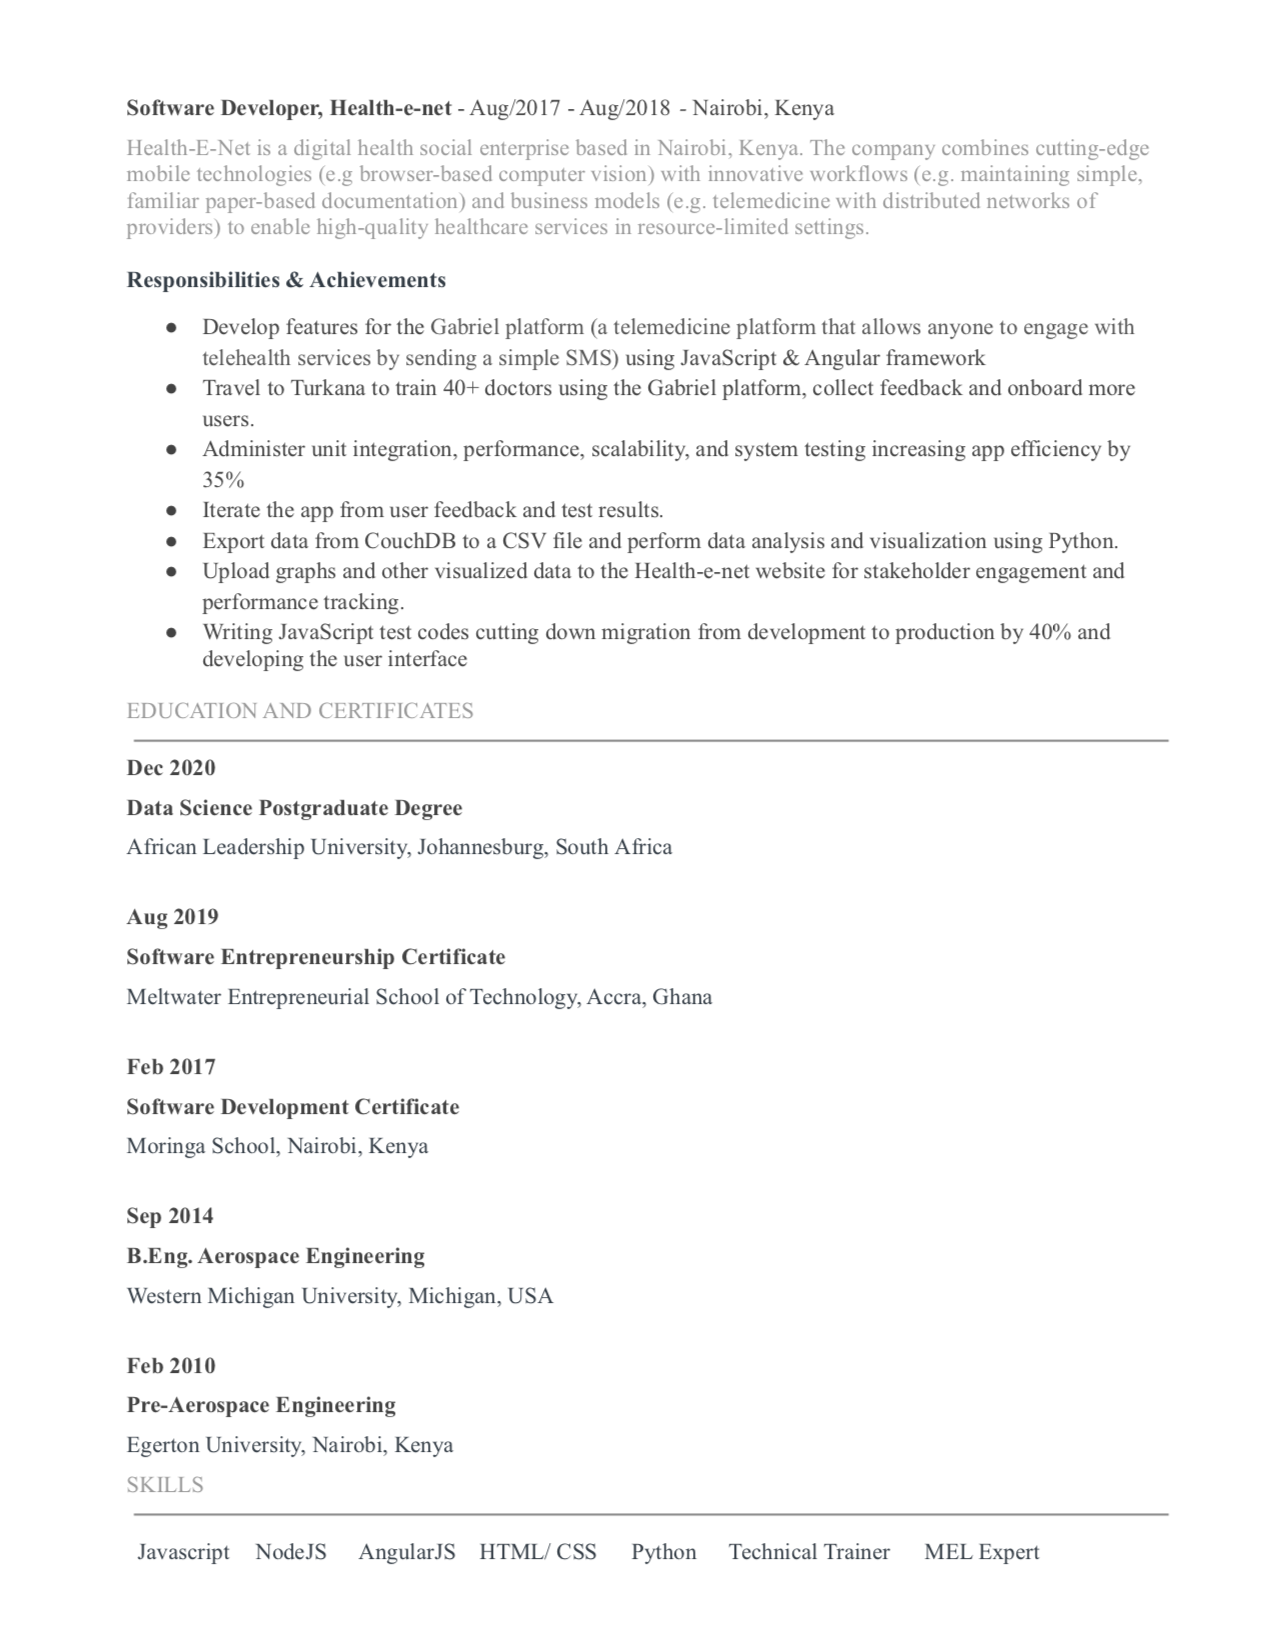 Software Developer, Health-e-net - Aug/2017 - Aug/2018 - Nairobi, Kenya
Health-E-Net is a digital health social enterprise based in Nairobi, Kenya. The company combines cutting-edge
mobile technologies (e.g browser-based computer vision) with innovative workflows (e.g. maintaining simple,
familiar paper-based documentation) and business models (e.g. telemedicine with distributed networks of
providers) to enable high-quality healthcare services in resource-limited settings.
Responsibilities & Achievements
● Develop features for the Gabriel platform (a telemedicine platform that allows anyone to engage with
telehealth services by sending a simple SMS) using JavaScript & Angular framework
● Travel to Turkana to train 40+ doctors using the Gabriel platform, collect feedback and onboard more
users.
● Administer unit integration, performance, scalability, and system testing increasing app efficiency by
35%
● Iterate the app from user feedback and test results.
● Export data from CouchDB to a CSV file and perform data analysis and visualization using Python.
● Upload graphs and other visualized data to the Health-e-net website for stakeholder engagement and
performance tracking.
● Writing JavaScript test codes cutting down migration from development to production by 40% and
developing the user interface
EDUCATION AND CERTIFICATES
Dec 2020
Data Science Postgraduate Degree
African Leadership University, Johannesburg, South Africa
Aug 2019
Software Entrepreneurship Certificate
Meltwater Entrepreneurial School of Technology, Accra, Ghana
Feb 2017
Software Development Certificate
Moringa School, Nairobi, Kenya
Sep 2014
B.Eng. Aerospace Engineering
Western Michigan University, Michigan, USA
Feb 2010
Pre-Aerospace Engineering
Egerton University, Nairobi, Kenya
SKILLS
Javascript NodeJS AngularJS HTML/ CSS Python Technical Trainer MEL Expert